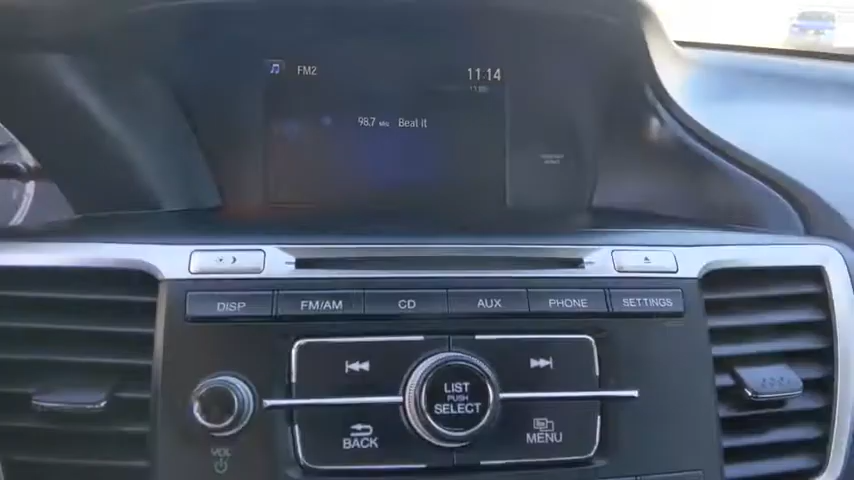 FM2
11:14
98.7 MHz Beat it
DISP FM/AM CD AUX PHONE SETTINGS
LIST
PUSH
SELECT
BACK
MENU
VOL